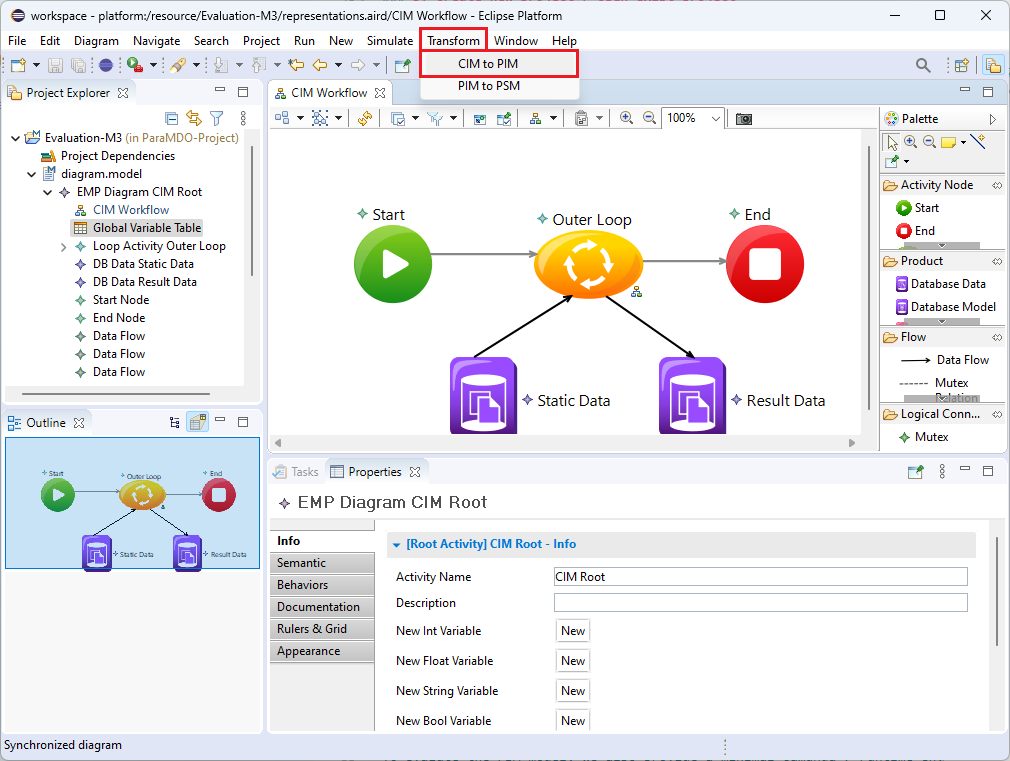 workspace - platform:/resource/Evaluation-M3/representations.aird/CIM Workflow - Eclipse Platform
File Edit Diagram Navigate Search Project Run New Simulate Transform Window Help
CIM to PIM
PIM to PSM
Project Explorer
Evaluation-M3 (in ParaMDO-Project)
Project Dependencies
diagram.model
EMP Diagram CIM Root
CIM Workflow
Global Variable Table
Loop Activity Outer Loop
DB Data Static Data
DB Data Result Data
Start Node
End Node
Data Flow
Data Flow
Data Flow
Outline
Start
Outer Loop
End
Static Data
Result Data
CIM Workflow
100%
Start
Outer Loop
End
Static Data
Result Data
Palette
Activity Node
Start
End
Product
Database Data
Database Model
Flow
Data Flow
Mutex
Relation
Logical Conn...
Mutex
Tasks
Properties
EMP Diagram CIM Root
Info
Semantic
Behaviors
Documentation
Rulers & Grid
Appearance
[Root Activity] CIM Root - Info
Activity Name CIM Root
Description
New Int Variable New
New Float Variable New
New String Variable New
New Bool Variable New
Synchronized diagram